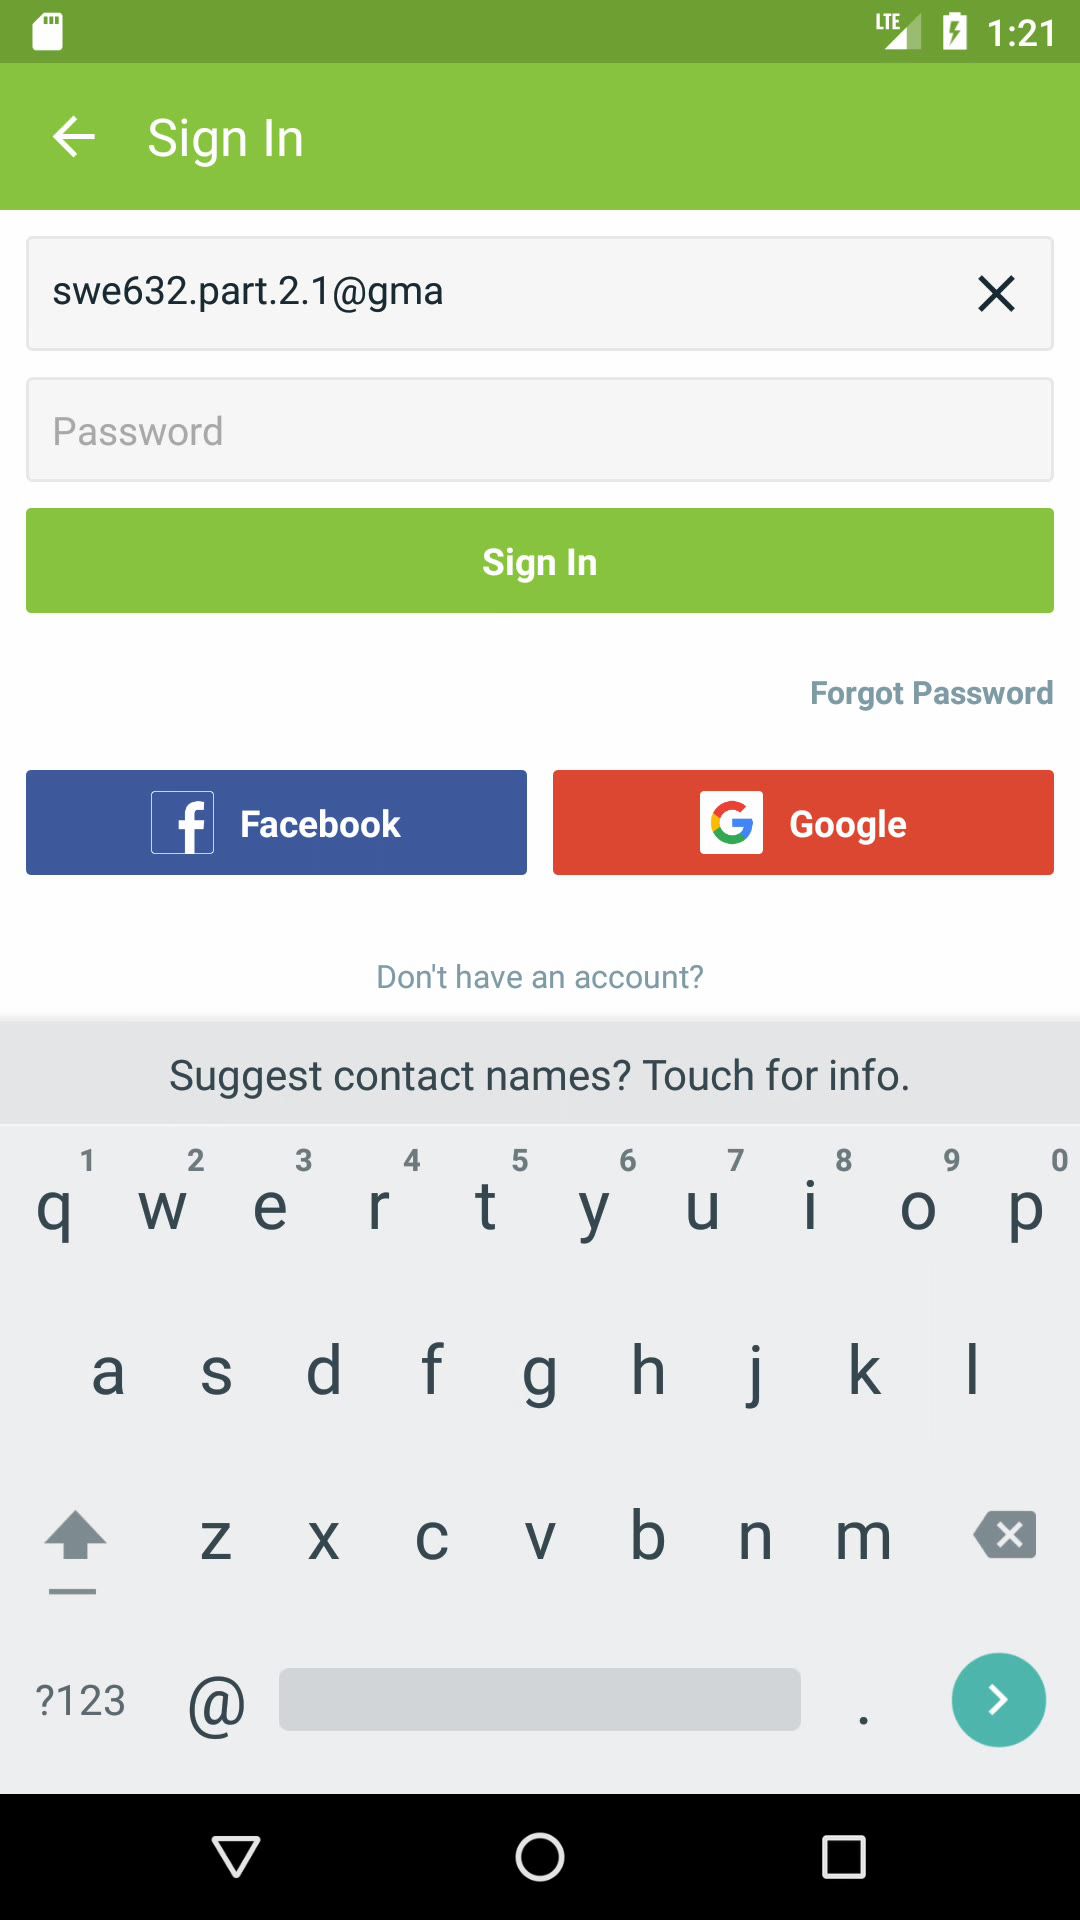 LTE 1:21
Sign In
swe632.part.2.1@gma
Password
Sign In
Forgot Password
Facebook Google
Don't have an account?
Suggest contact names? Touch for info.
1 2 3 4 5 6 7 8 9 0
q w e r t y u i o p
a s d f g h j k l
z x c v b n m
?123 @ .